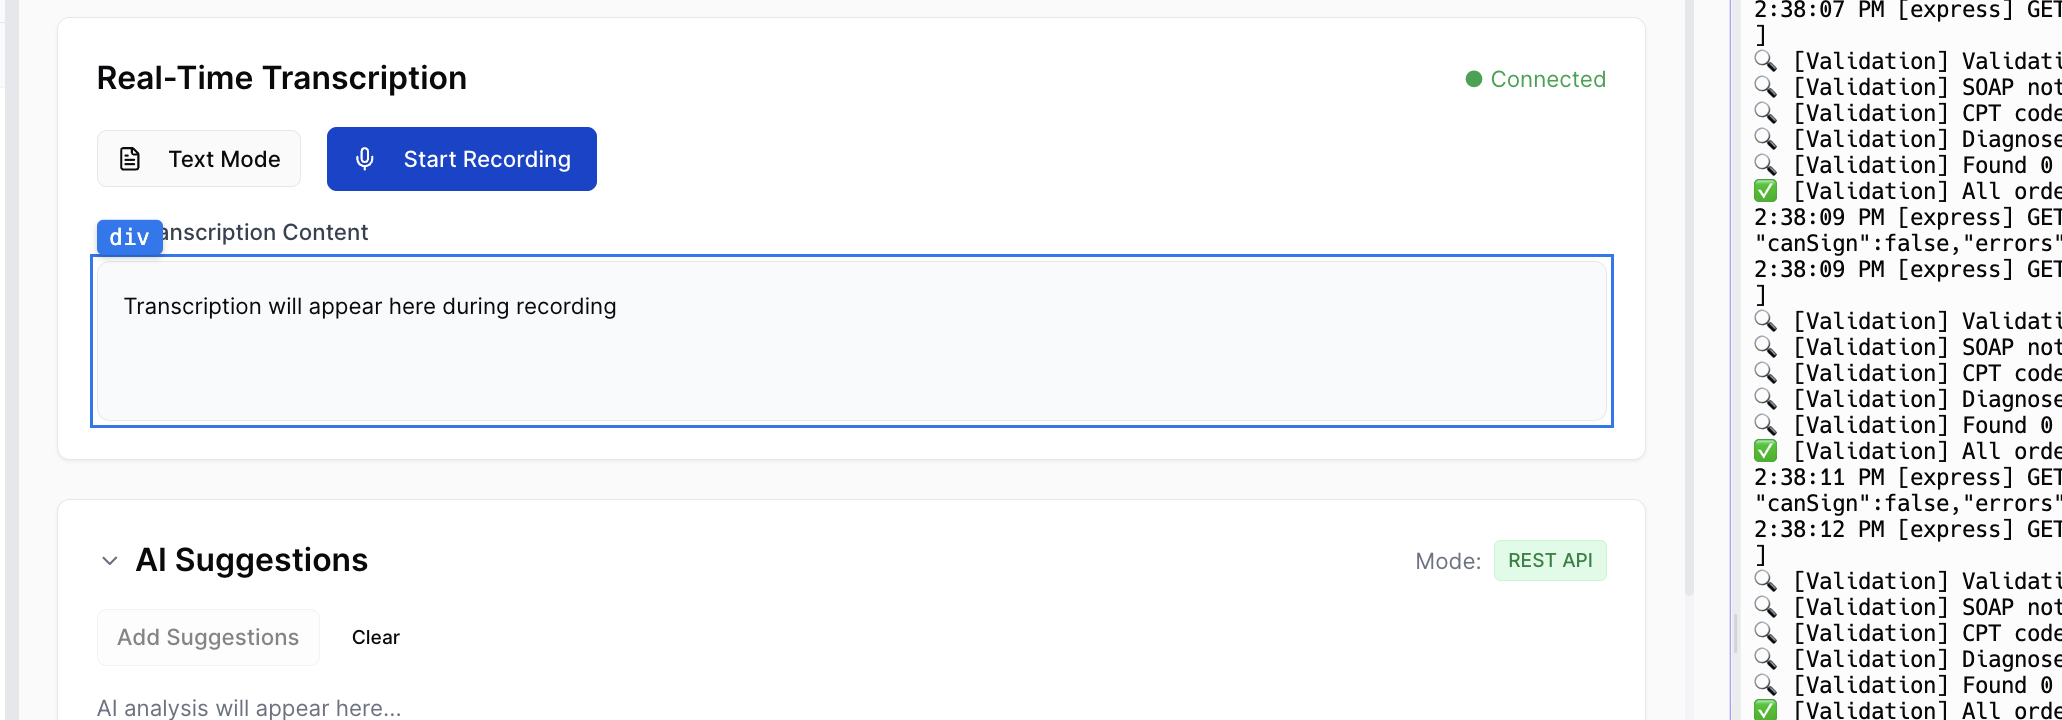 Real-Time Transcription
Connected
Text Mode
Start Recording
div
anscription Content
Transcription will appear here during recording
AI Suggestions
Mode: REST API
Add Suggestions
Clear
AI analysis will appear here...
2:38:07 PM [express] GET
]
🔍 [Validation] Validati
🔍 [Validation] SOAP not
🔍 [Validation] CPT code
🔍 [Validation] Diagnose
🔍 [Validation] Found 0
✅ [Validation] All orde
2:38:09 PM [express] GET
"canSign":false,"errors"
2:38:09 PM [express] GET
]
🔍 [Validation] Validati
🔍 [Validation] SOAP not
🔍 [Validation] CPT code
🔍 [Validation] Diagnose
🔍 [Validation] Found 0
✅ [Validation] All orde
2:38:11 PM [express] GET
"canSign":false,"errors"
2:38:12 PM [express] GET
]
🔍 [Validation] Validati
🔍 [Validation] SOAP not
🔍 [Validation] CPT code
🔍 [Validation] Diagnose
🔍 [Validation] Found 0
✅ [Validation] All orde